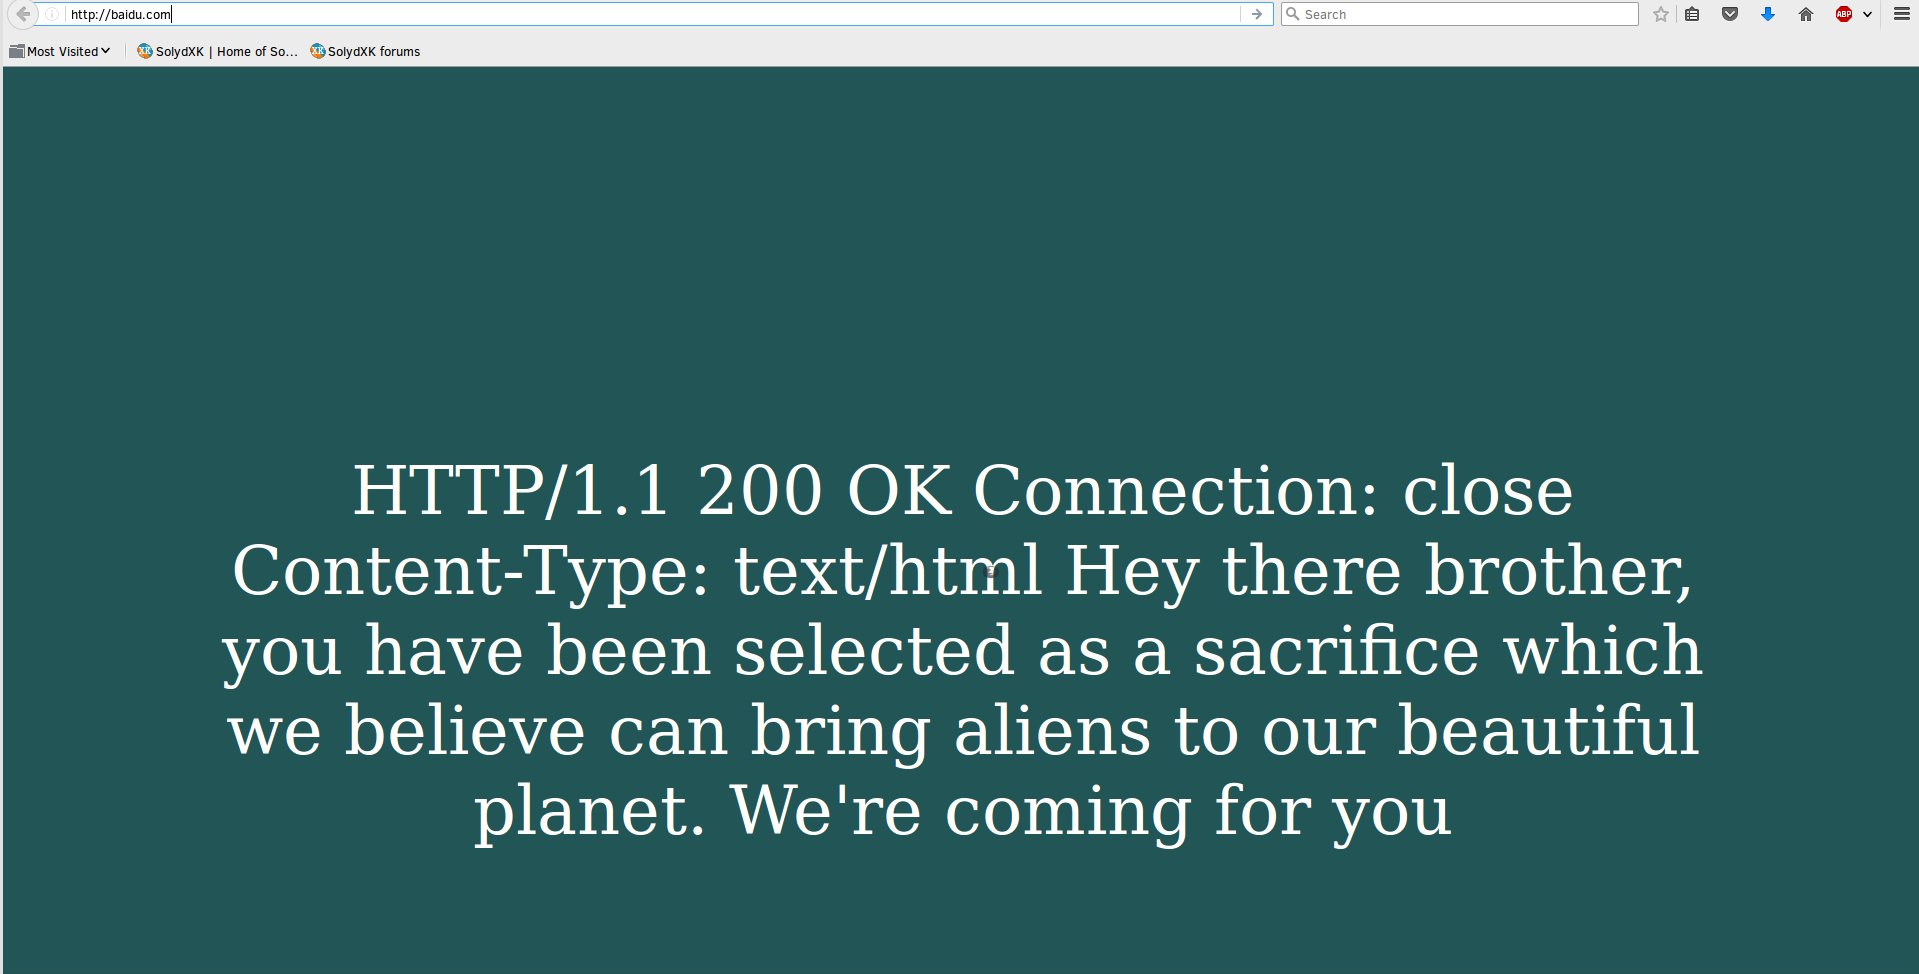 http://baidu.com
Search
ABP
Most Visited
SolydXK | Home of So...
SolydXK forums
HTTP/1.1 200 OK Connection: close
Content-Type: text/html Hey there brother,
you have been selected as a sacrifice which
we believe can bring aliens to our beautiful
planet. We're coming for you